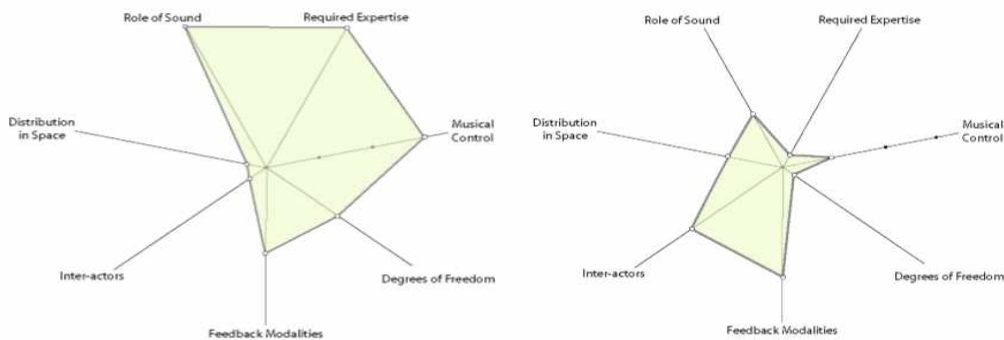 Role of Sound
Required Expertise
Distribution
in Space
Musical
Control
Inter-actors
Degrees of Freedom
Feedback Modalities
Role of Sound
Required Expertise
Distribution
in Space
Musical
Control
Inter-actors
Degrees of Freedom
Feedback Modalities